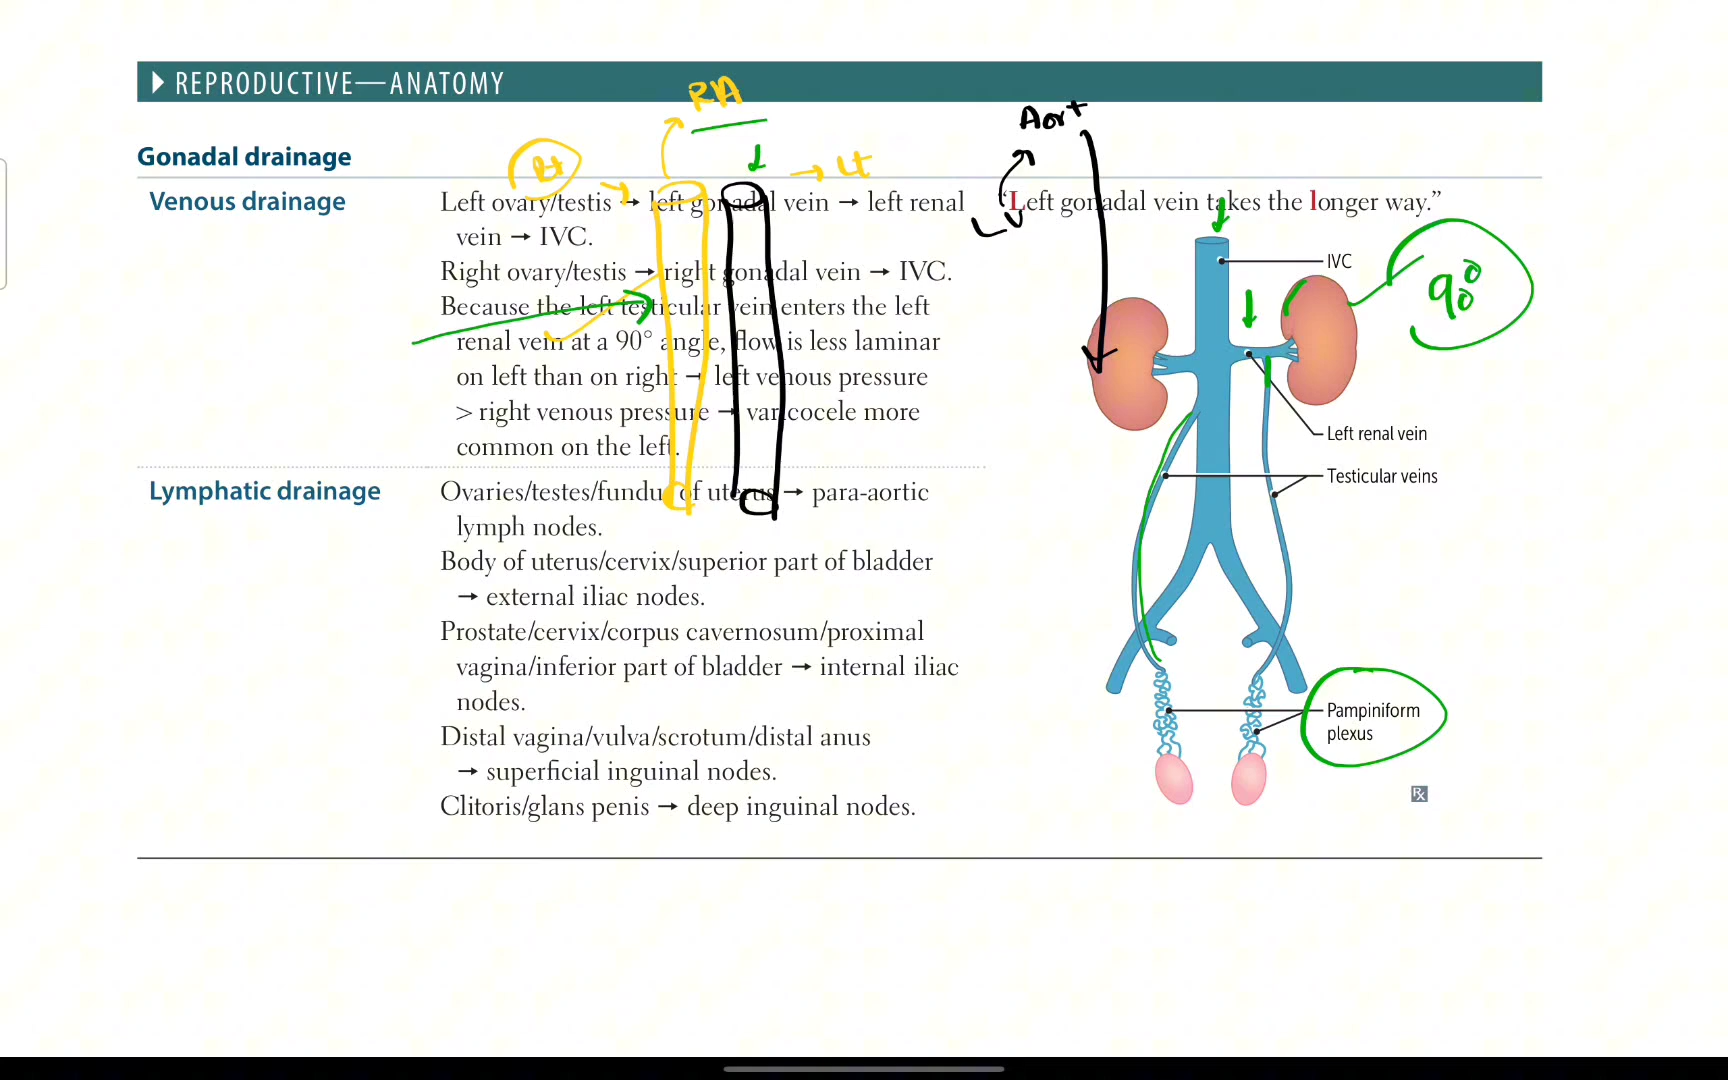 REPRODUCTIVE—ANATOMY
RA
Aort
Gonadal drainage
Rt
→ Lt
Venous drainage
Left ovary/testis → left gonadal vein → left renal
vein → IVC.
Right ovary/testis → right gonadal vein → IVC.
Because the left testicular vein enters the left
renal vein at a 90° angle, flow is less laminar
on left than on right → left venous pressure
> right venous pressure → varicocele more
common on the left.
"Left gonadal vein takes the longer way."
IVC
90°
Left renal vein
Testicular veins
Pampiniform
plexus
Rx
Lymphatic drainage
Ovaries/testes/fundus of uterus → para-aortic
lymph nodes.
Body of uterus/cervix/superior part of bladder
→ external iliac nodes.
Prostate/cervix/corpus cavernosum/proximal
vagina/inferior part of bladder → internal iliac
nodes.
Distal vagina/vulva/scrotum/distal anus
→ superficial inguinal nodes.
Clitoris/glans penis → deep inguinal nodes.